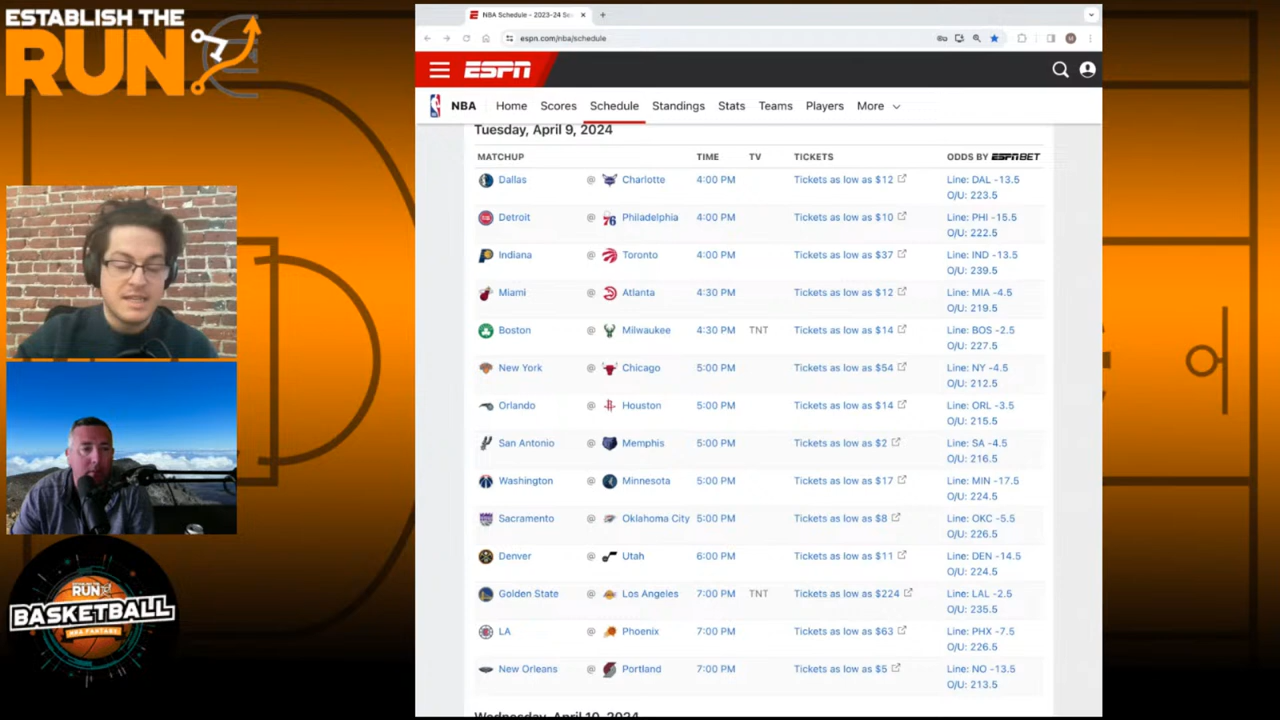 ESTABLISH THE
RUN
NBA Schedule - 2023-24 Se
espn.com/nba/schedule
M
ESPN
NBA Home Scores Schedule Standings Stats Teams Players More
Tuesday, April 9, 2024
MATCHUP TIME TV TICKETS ODDS BY ESPN BET
Dallas @ Charlotte 4:00 PM Tickets as low as $12 Line: DAL -13.5
O/U: 223.5
Detroit @ 76 Philadelphia 4:00 PM Tickets as low as $10 Line: PHI -15.5
O/U: 222.5
Indiana @ Toronto 4:00 PM Tickets as low as $37 Line: IND -13.5
O/U: 239.5
Miami @ Atlanta 4:30 PM Tickets as low as $12 Line: MIA -4.5
O/U: 219.5
Boston @ Milwaukee 4:30 PM TNT Tickets as low as $14 Line: BOS -2.5
O/U: 227.5
New York @ Chicago 5:00 PM Tickets as low as $54 Line: NY -4.5
O/U: 212.5
Orlando @ Houston 5:00 PM Tickets as low as $14 Line: ORL -3.5
O/U: 215.5
San Antonio @ Memphis 5:00 PM Tickets as low as $2 Line: SA -4.5
O/U: 216.5
Washington @ Minnesota 5:00 PM Tickets as low as $17 Line: MIN -17.5
O/U: 224.5
Sacramento @ Oklahoma City 5:00 PM Tickets as low as $8 Line: OKC -5.5
O/U: 226.5
Denver @ Utah 6:00 PM Tickets as low as $11 Line: DEN -14.5
O/U: 224.5
Golden State @ Los Angeles 7:00 PM TNT Tickets as low as $224 Line: LAL -2.5
O/U: 235.5
LA @ Phoenix 7:00 PM Tickets as low as $63 Line: PHX -7.5
O/U: 226.5
New Orleans @ Portland 7:00 PM Tickets as low as $5 Line: NO -13.5
O/U: 213.5
Wednesday, April 10, 2024
ESTABLISH THE
RUN
BASKETBALL
NBA FANTASY